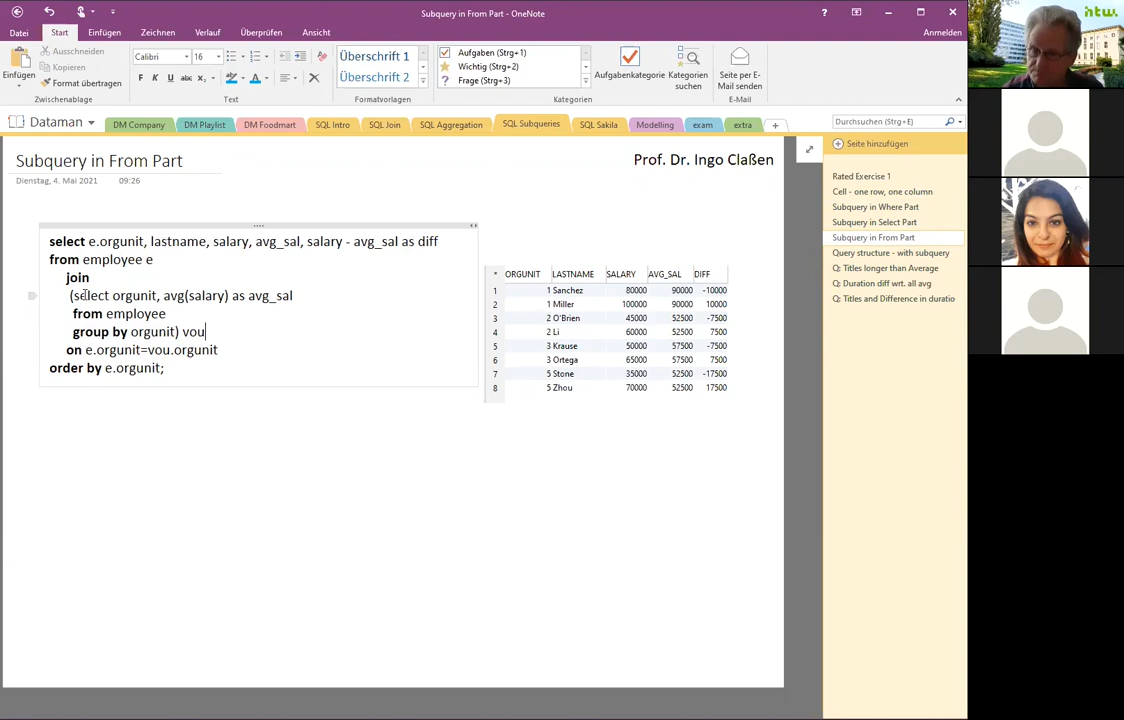 Subquery in From Part - OneNote
?
htw.
Datei Start Einfügen Zeichnen Verlauf Überprüfen Ansicht Anmelden
Einfügen
Ausschneiden
Kopieren
Format übertragen
Zwischenablage
Calibri 16
F K U abc x₂ A
Text
Überschrift 1
Überschrift 2
Formatvorlagen
Aufgaben (Strg+1)
Wichtig (Strg+2)
? Frage (Strg+3)
Aufgabenkategorie
Kategorien
suchen
Kategorien
Seite per E-
Mail senden
E-Mail
Dataman DM Company DM Playlist DM Foodmart SQL Intro SQL Join SQL Aggregation SQL Subqueries SQL Sakila Modelling exam extra +
Durchsuchen (Strg+E)
Subquery in From Part
Prof. Dr. Ingo Claßen
Dienstag, 4. Mai 2021 09:26
select e.orgunit, lastname, salary, avg_sal, salary - avg_sal as diff
from employee e
join
(select orgunit, avg(salary) as avg_sal
from employee
group by orgunit) vou
on e.orgunit=vou.orgunit
order by e.orgunit;
* ORGUNIT LASTNAME SALARY AVG_SAL DIFF
1 1 Sanchez 80000 90000 -10000
2 1 Miller 100000 90000 10000
3 2 O'Brien 45000 52500 -7500
4 2 Li 60000 52500 7500
5 3 Krause 50000 57500 -7500
6 3 Ortega 65000 57500 7500
7 5 Stone 35000 52500 -17500
8 5 Zhou 70000 52500 17500
Seite hinzufügen
Rated Exercise 1
Cell - one row, one column
Subquery in Where Part
Subquery in Select Part
Subquery in From Part
Query structure - with subquery
Q: Titles longer than Average
Q: Duration diff wrt. all avg
Q: Titles and Difference in duratio